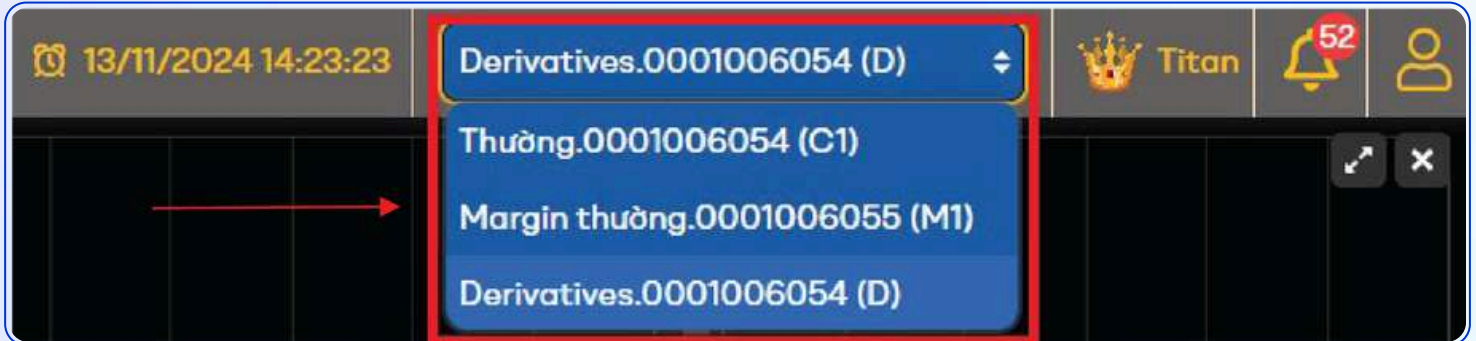 13/11/2024 14:23:23 Derivatives.0001006054 (D) Titan 52
Thường.0001006054 (C1)
Margin thường.0001006055 (M1)
Derivatives.0001006054 (D)